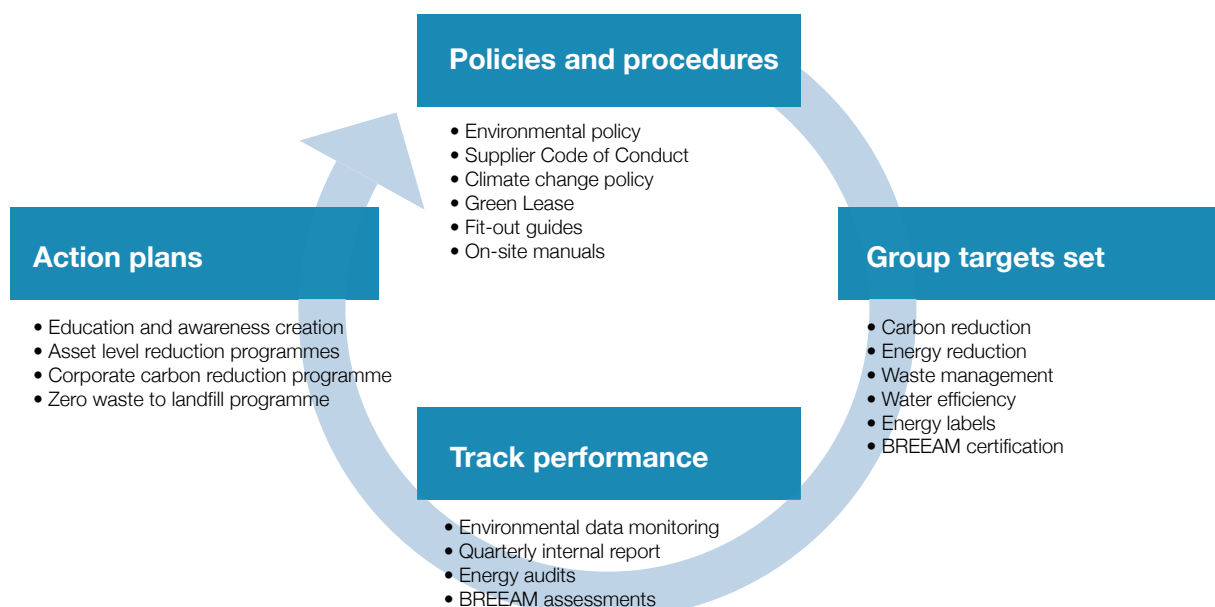 Policies and procedures
• Environmental policy
• Supplier Code of Conduct
• Climate change policy
• Green Lease
• Fit-out guides
• On-site manuals
Group targets set
• Carbon reduction
• Energy reduction
• Waste management
• Water efficiency
• Energy labels
• BREEAM certification
Track performance
• Environmental data monitoring
• Quarterly internal report
• Energy audits
• BREEAM assessments
Action plans
• Education and awareness creation
• Asset level reduction programmes
• Corporate carbon reduction programme
• Zero waste to landfill programme